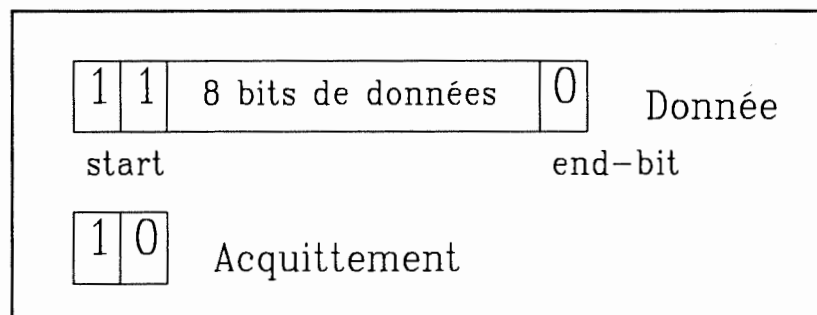 1 1 8 bits de données 0 Donnée
start end-bit
1 0 Acquittement